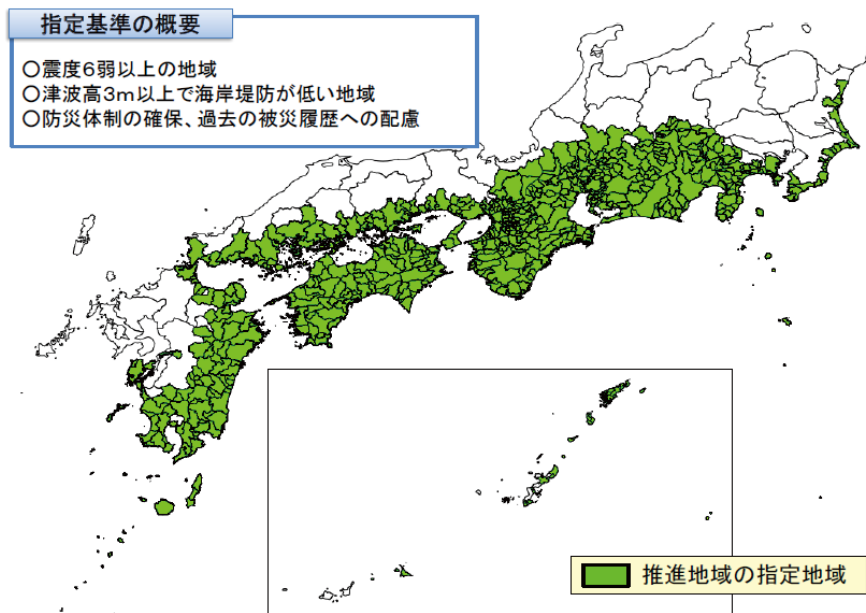 指定基準の概要
○震度6弱以上の地域
○津波高3m以上で海岸堤防が低い地域
○防災体制の確保、過去の被災履歴への配慮
推進地域の指定地域